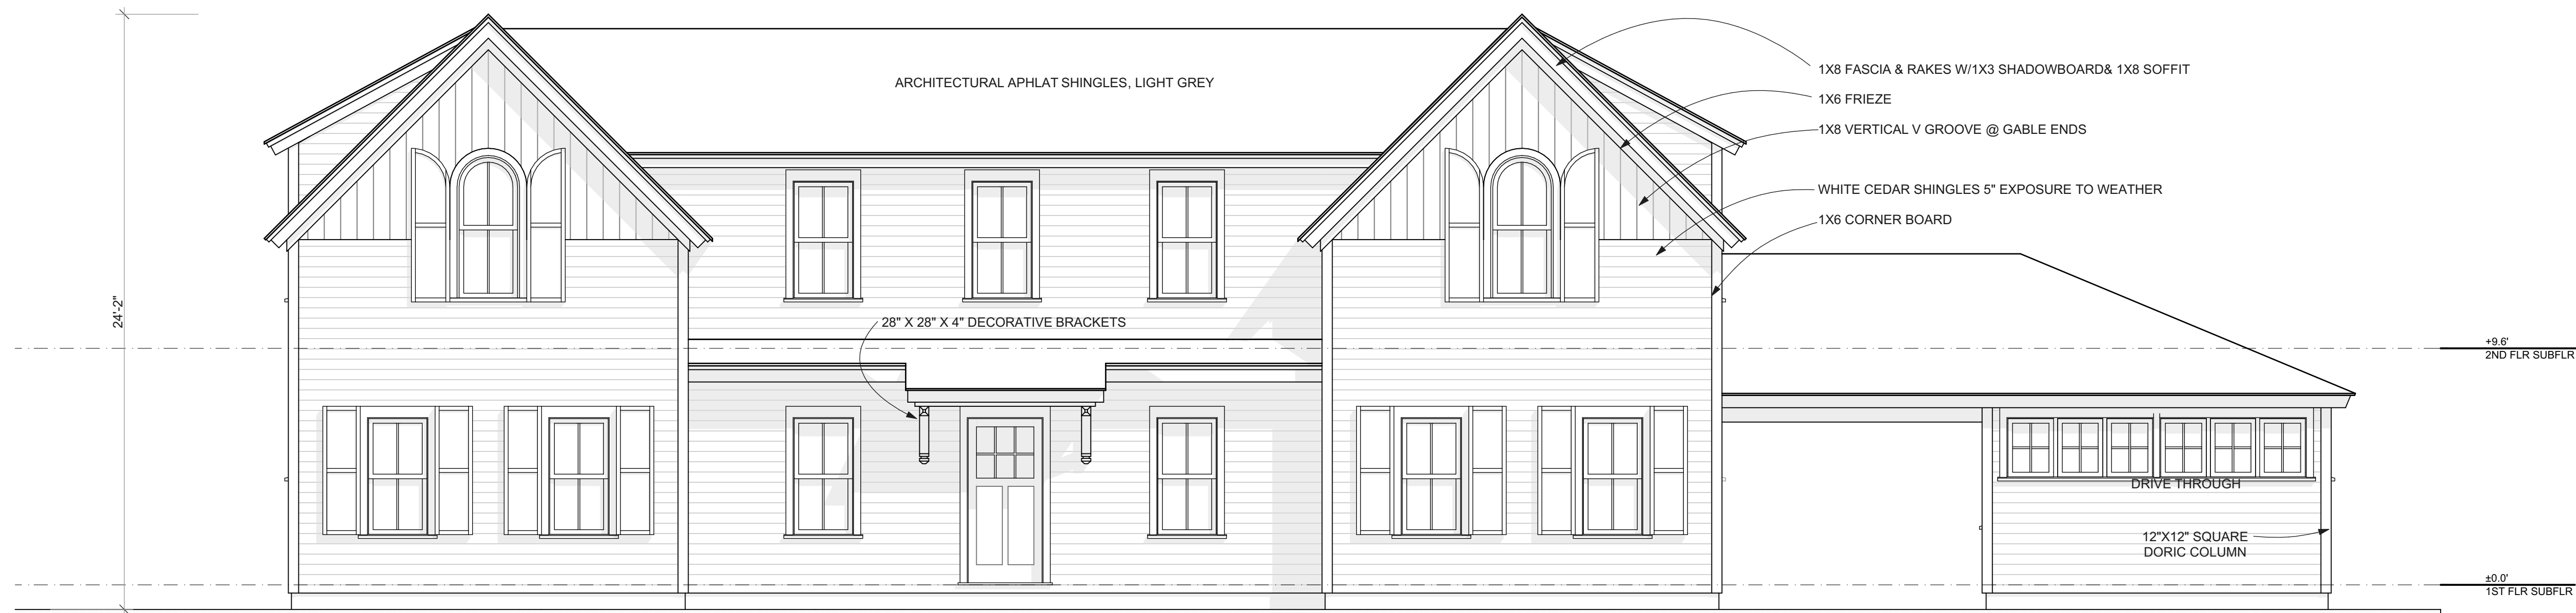 ARCHITECTURAL APHLAT SHINGLES, LIGHT GREY
1X8 FASCIA & RAKES W/1X3 SHADOWBOARD& 1X8 SOFFIT
1X6 FRIEZE
1X8 VERTICAL V GROOVE @ GABLE ENDS
WHITE CEDAR SHINGLES 5" EXPOSURE TO WEATHER
1X6 CORNER BOARD
24'-2"
28" X 28" X 4" DECORATIVE BRACKETS
+9.6'
2ND FLR SUBFLR
DRIVE THROUGH
12"X12" SQUARE
DORIC COLUMN
±0.0'
1ST FLR SUBFLR